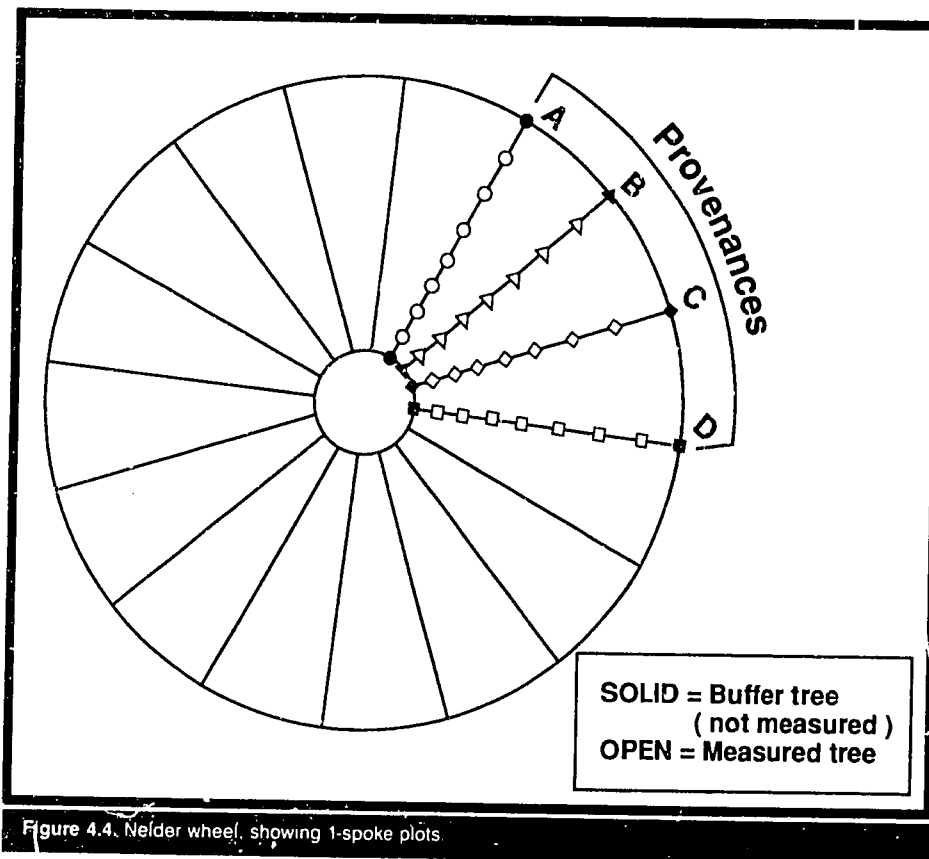 A
B
C
D
Provenances
SOLID = Buffer tree
( not measured )
OPEN = Measured tree
Figure 4.4. Nelder wheel, showing 1-spoke plots.